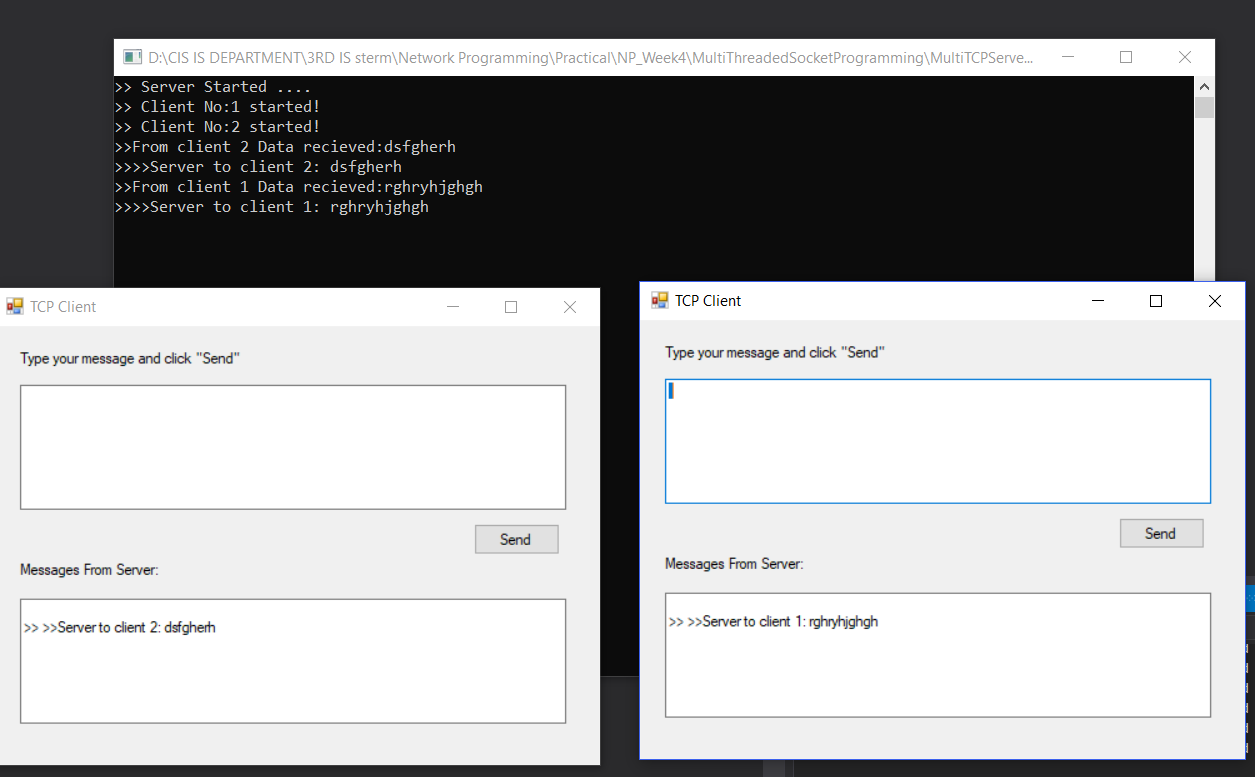 D:\CIS IS DEPARTMENT\3RD IS sterm\Network Programming\Practical\NP_Week4\MultiThreadedSocketProgramming\MultiTCPServe...
>> Server Started ....
>> Client No:1 started!
>> Client No:2 started!
>>From client 2 Data recieved:dsfgherh
>>>>Server to client 2: dsfgherh
>>From client 1 Data recieved:rghryhjghgh
>>>>Server to client 1: rghryhjghgh
TCP Client
Type your message and click "Send"
Send
Messages From Server:
>> >>Server to client 2: dsfgherh
TCP Client
Type your message and click "Send"
Send
Messages From Server:
>> >>Server to client 1: rghryhjghgh